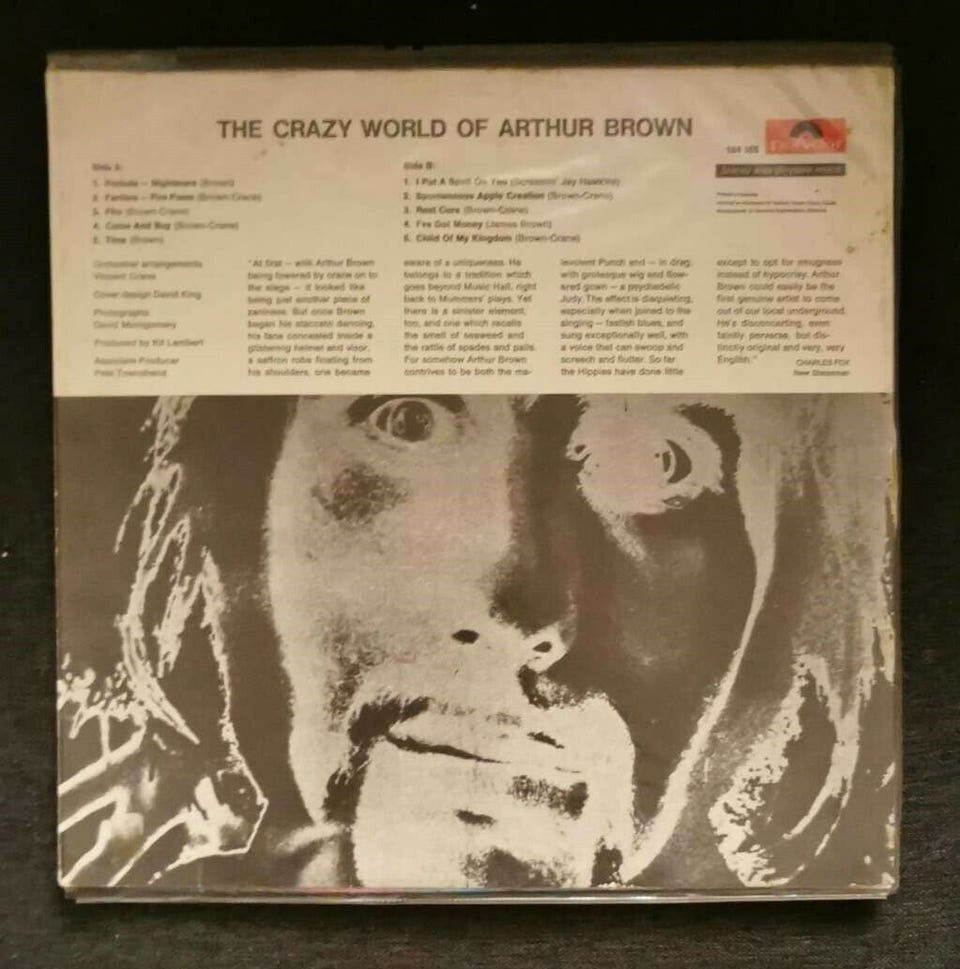 THE CRAZY WORLD OF ARTHUR BROWN
184 105
Polydor
Side A:
1. Prelude — Nightmare (Brown)
2. Fanfare — Fire Poem (Brown-Crane)
3. Fire (Brown-Crane)
4. Come And Buy (Brown-Crane)
5. Time (Brown)
Side B:
1. I Put A Spell On You (Screamin' Jay Hawkins)
2. Spontaneous Apple Creation (Brown-Crane)
3. Rest Cure (Brown-Crane)
4. I've Got Money (James Brown)
5. Child Of My Kingdom (Brown-Crane)
Orchestral arrangements
Vincent Crane
Cover design David King
Photographs
David Montgomery
Produced by Kit Lambert
Associate Producer
Pete Townshend
"At first — with Arthur Brown
being lowered by crane on to
the stage — it looked like
being just another piece of
zaniness. But once Brown
began his staccato dancing,
his face concealed inside a
glistening helmet and visor,
a saffron robe floating from
his shoulders, one became
aware of a uniqueness. He
belongs to a tradition which
goes beyond Music Hall, right
back to Mummers' plays. Yet
there is a sinister element,
too, and one which recalls
the smell of seaweed and
the rattle of spades and pails.
For somehow Arthur Brown
contrives to be both the ma-
levolent Punch and — in drag,
with grotesque wig and flow-
ered gown — a psychedelic
Judy. The effect is disquieting,
especially when joined to the
singing — fastish blues, and
sung exceptionally well, with
a voice that can swoop and
screech and flutter. So far
the Hippies have done little
except to opt for smugness
instead of hypocrisy. Arthur
Brown could easily be the
first genuine artist to come
out of our local underground.
He's disconcerting, even
faintly perverse, but dis-
tinctly original and very, very
English."
CHARLES FOX
New Statesman